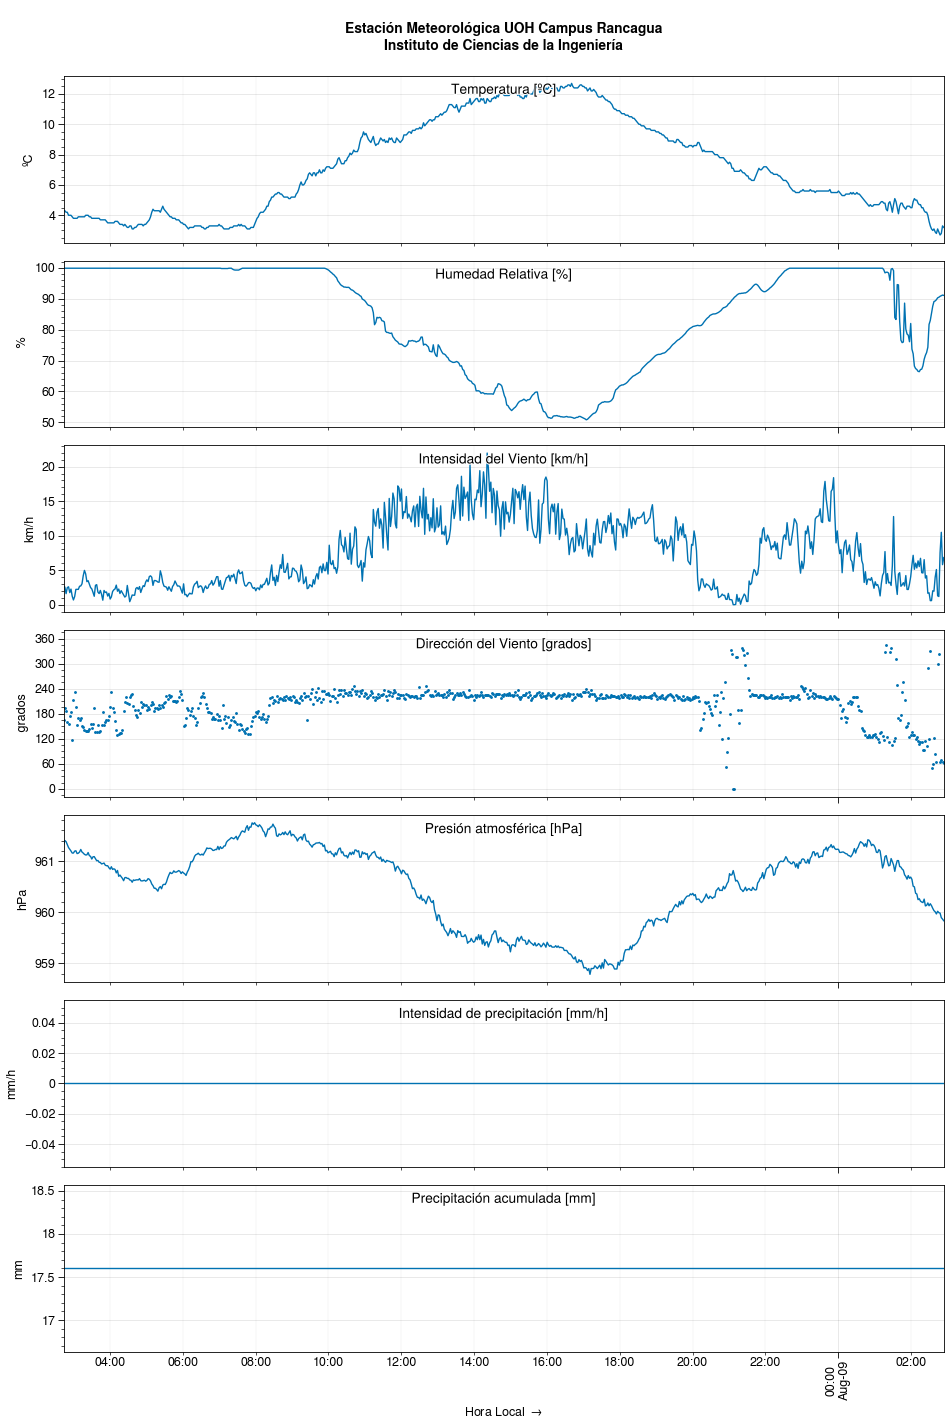 Estación Meteorológica UOH Campus Rancagua
Instituto de Ciencias de la Ingeniería
Temperatura [ºC]
ºC
12
10
8
6
4
Humedad Relativa [%]
%
100
90
80
70
60
50
Intensidad del Viento [km/h]
km/h
20
15
10
5
0
Dirección del Viento [grados]
grados
360
300
240
180
120
60
0
Presión atmosférica [hPa]
hPa
961
960
959
Intensidad de precipitación [mm/h]
mm/h
0.04
0.02
0
−0.02
−0.04
Precipitación acumulada [mm]
mm
18.5
18
17.5
17
04:00 06:00 08:00 10:00 12:00 14:00 16:00 18:00 20:00 22:00 00:00 02:00
Aug-09
Hora Local →